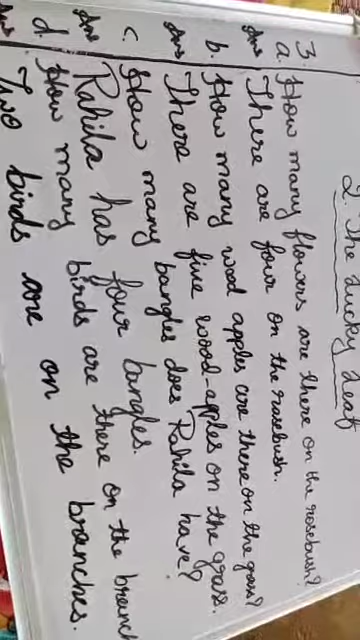 2. The Lucky Leaf
3.
a. How many flowers are there on the rosebush?
Ans There are four on the rosebush.
b. How many wood apples are there on the grass?
Ans There are five wood-apples on the grass.
c. How many bangles does Rahila have?
Ans Rahila has four bangles.
d. How many birds are there on the branch
Ans Two birds are on the branches.